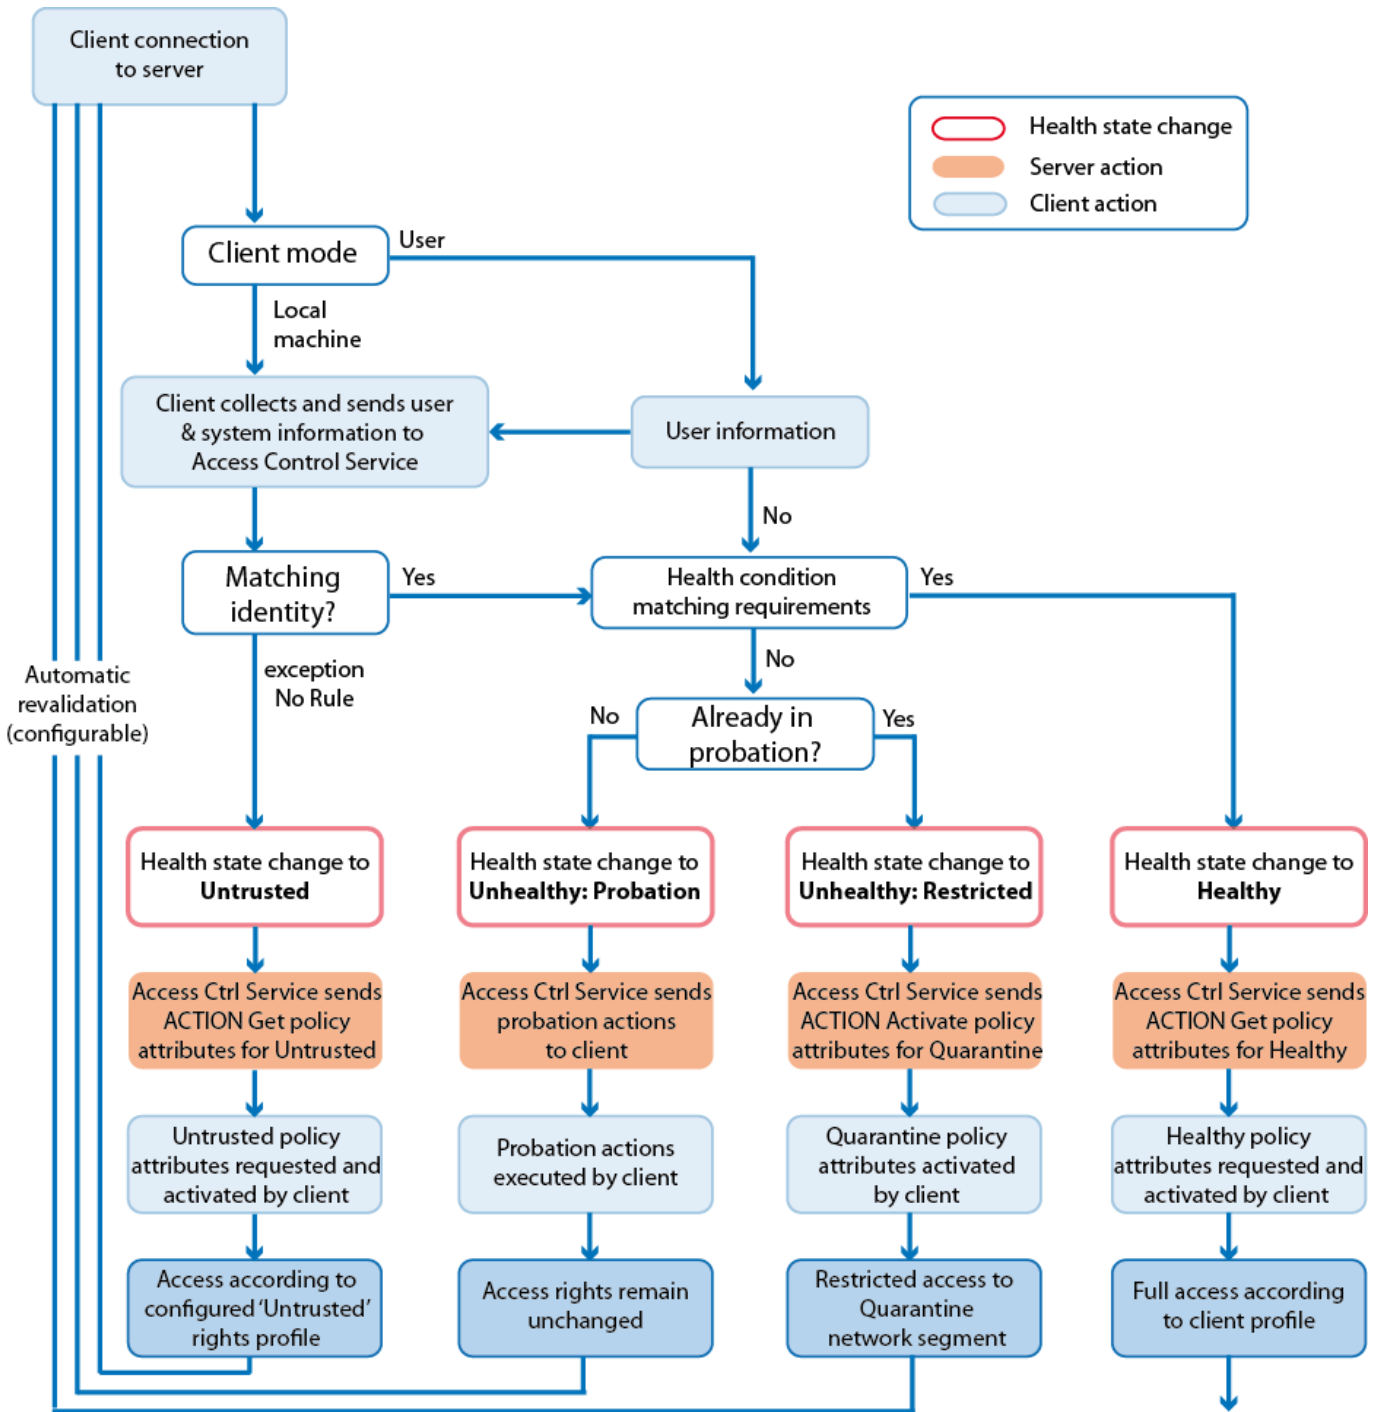 Client connection
to server
Health state change
Server action
Client action
Client mode
User
Local
machine
Client collects and sends user
& system information to
Access Control Service
User information
No
Matching
identity?
Yes
Health condition
matching requirements
Yes
exception
No Rule
No
Automatic
revalidation
(configurable)
No
Already in
probation?
Yes
Health state change to
Untrusted
Health state change to
Unhealthy: Probation
Health state change to
Unhealthy: Restricted
Health state change to
Healthy
Access Ctrl Service sends
ACTION Get policy
attributes for Untrusted
Access Ctrl Service sends
probation actions
to client
Access Ctrl Service sends
ACTION Activate policy
attributes for Quarantine
Access Ctrl Service sends
ACTION Get policy
attributes for Healthy
Untrusted policy
attributes requested and
activated by client
Probation actions
executed by client
Quarantine policy
attributes activated
by client
Healthy policy
attributes requested and
activated by client
Access according to
configured ‘Untrusted’
rights profile
Access rights remain
unchanged
Restricted access to
Quarantine
network segment
Full access according
to client profile